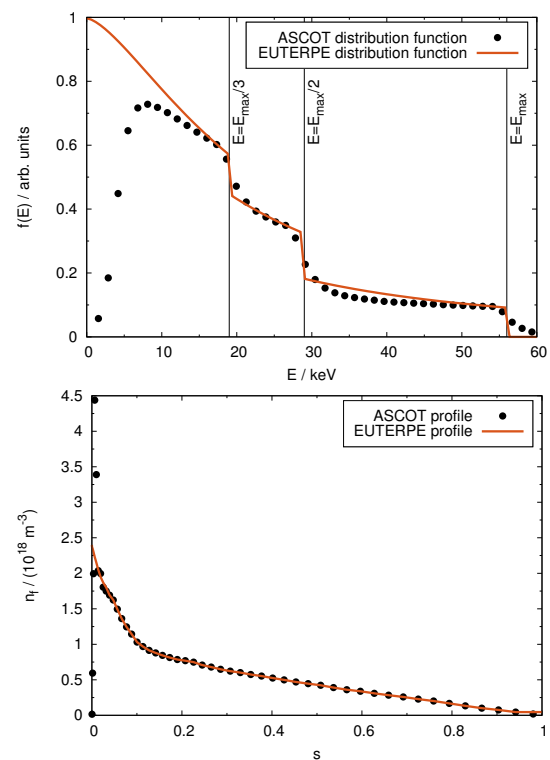 ASCOT distribution function
EUTERPE distribution function
f(E) / arb. units
1
0.8
0.6
0.4
0.2
0
E=E_max/3
E=E_max/2
E=E_max
0 10 20 30 40 50 60
E / keV
ASCOT profile
EUTERPE profile
n_f / (10^18 m^-3)
4.5
4
3.5
3
2.5
2
1.5
1
0.5
0
0 0.2 0.4 0.6 0.8 1
s